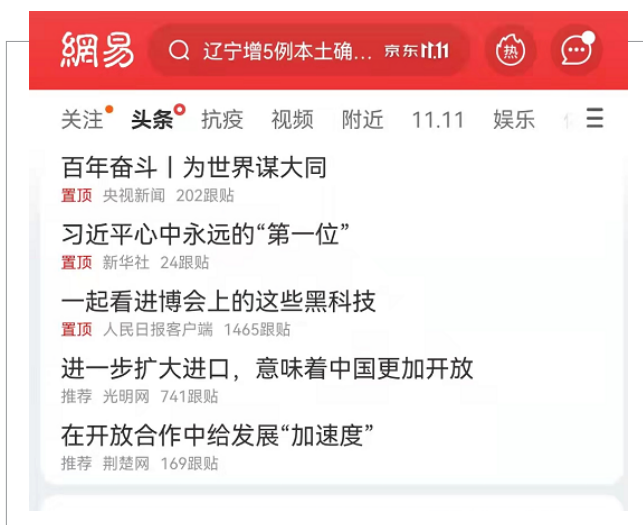 網易 辽宁增5例本土确... 京东11.11 热
关注 头条 抗疫 视频 附近 11.11 娱乐
百年奋斗丨为世界谋大同
置顶 央视新闻 202跟贴
习近平心中永远的“第一位”
置顶 新华社 24跟贴
一起看进博会上的这些黑科技
置顶 人民日报客户端 1465跟贴
进一步扩大进口，意味着中国更加开放
推荐 光明网 741跟贴
在开放合作中给发展“加速度”
推荐 荆楚网 169跟贴